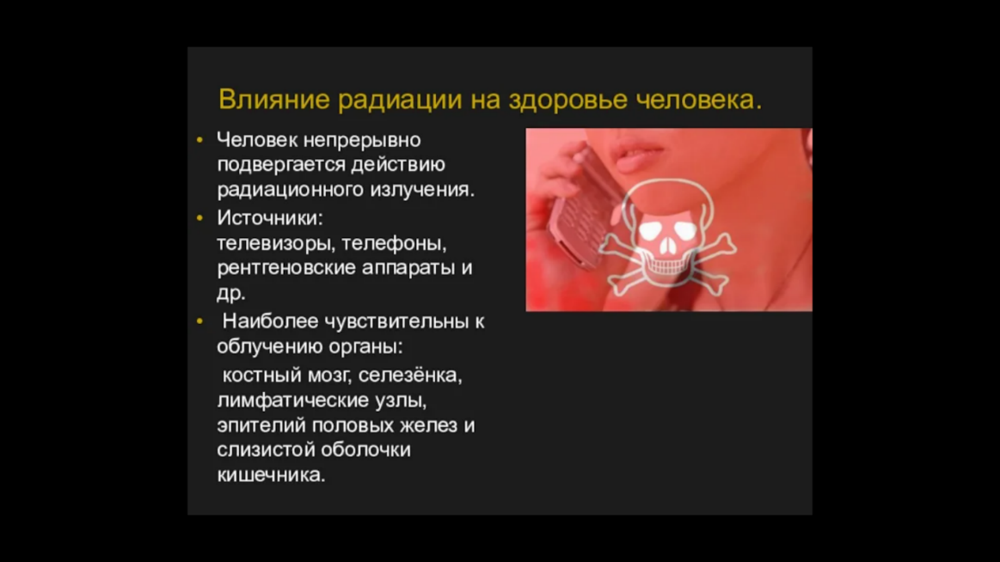 Влияние радиации на здоровье человека.
• Человек непрерывно
подвергается действию
радиационного излучения.
• Источники:
телевизоры, телефоны,
рентгеновские аппараты и
др.
• Наиболее чувствительны к
облучению органы:
костный мозг, селезёнка,
лимфатические узлы,
эпителий половых желез и
слизистой оболочки
кишечника.